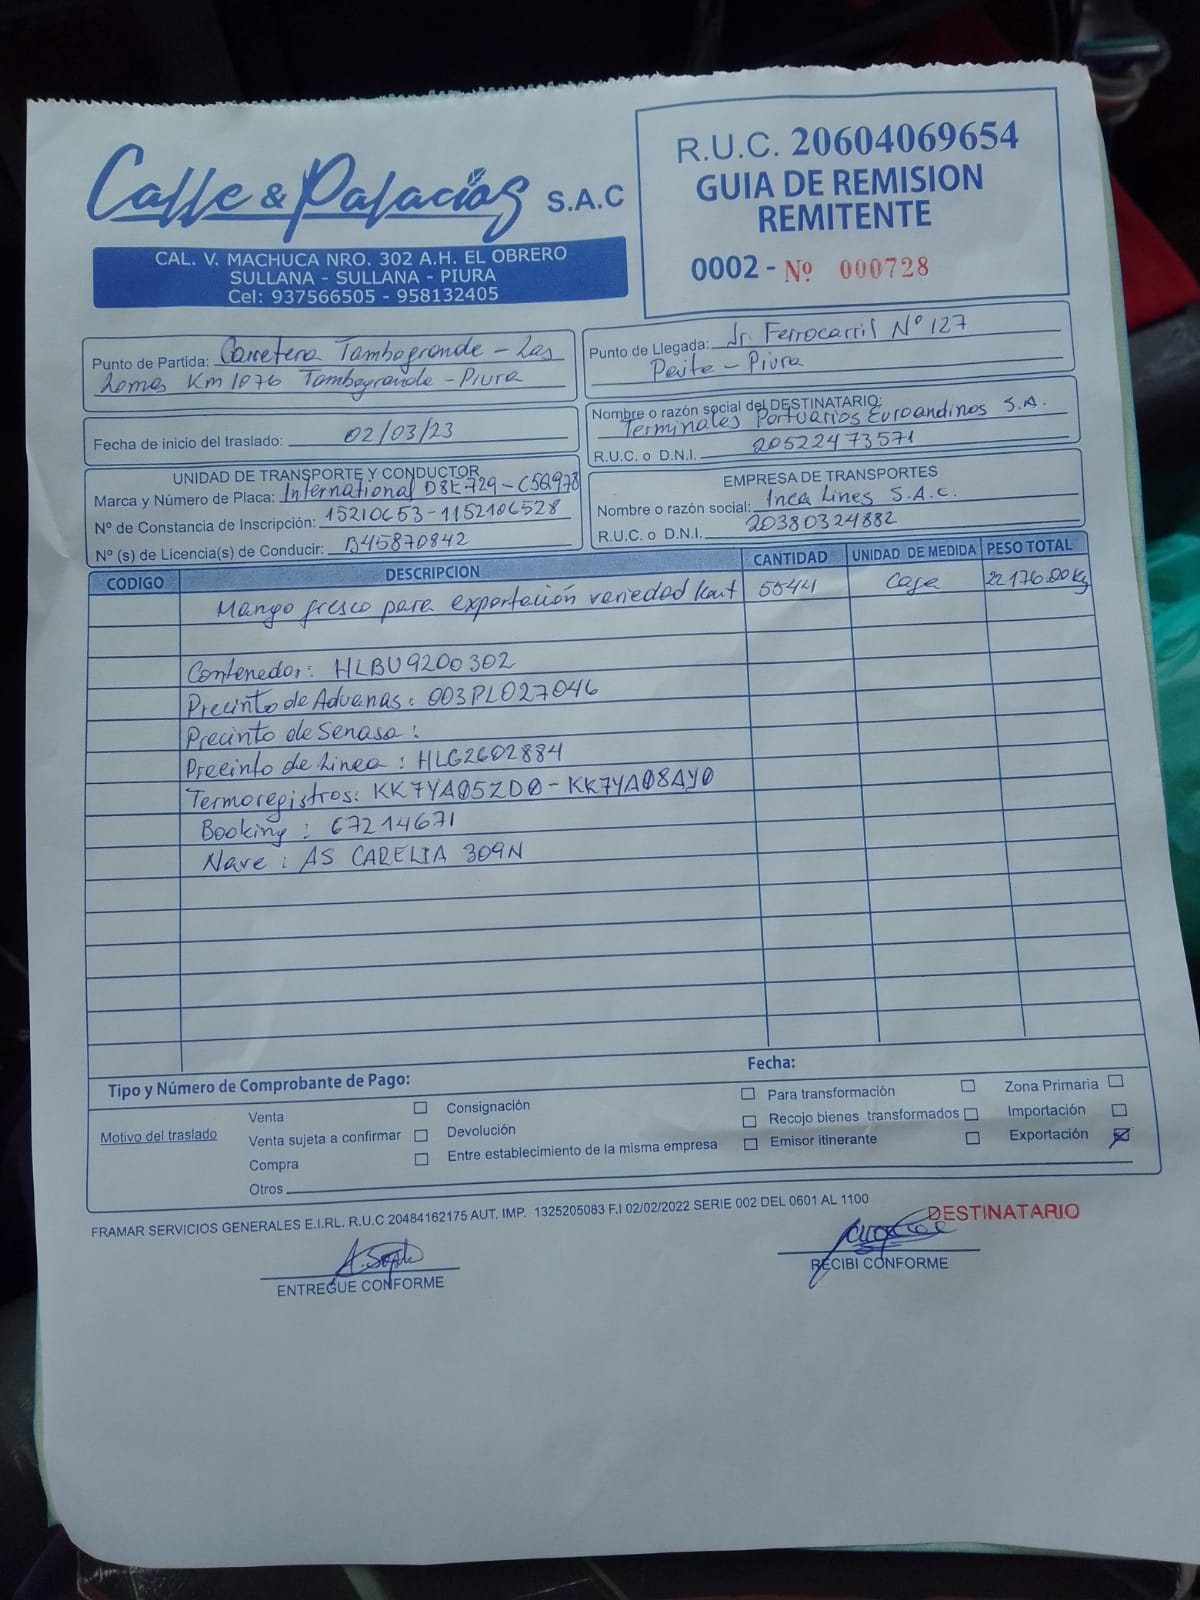 Calle & Palacios S.A.C
CAL. V. MACHUCA NRO. 302 A.H. EL OBRERO
SULLANA - SULLANA - PIURA
Cel: 937566505 - 958132405
R.U.C. 20604069654
GUIA DE REMISION
REMITENTE
0002 - Nº 000728
Punto de Partida: Carretera Tambogrande - Las
Lomas Km 1076 Tambogrande - Piura
Punto de Llegada: Jr. Ferrocarril Nº 127
Paita - Piura
Fecha de inicio del traslado: 02/03/23
Nombre o razón social del DESTINATARIO:
Terminales Portuarios Euroandinos S.A.
R.U.C. o D.N.I. 20522473571
UNIDAD DE TRANSPORTE Y CONDUCTOR
Marca y Número de Placa: International D8E729 - C5Q978
Nº de Constancia de Inscripción: 15210653-1152106528
Nº (s) de Licencia(s) de Conducir: B45870842
EMPRESA DE TRANSPORTES
Nombre o razón social: Inca Lines S.A.C.
R.U.C. o D.N.I. 20380324882
CODIGO DESCRIPCION CANTIDAD UNIDAD DE MEDIDA PESO TOTAL
Mango fresco para exportación variedad Kent 5544 Caja 22176.00 kg
Contenedor: HLBU9200302
Precinto de Aduanas: 003PL027046
Precinto de Senasa:
Precinto de Linea: HLG2602884
Termoregistros: KK7YA05ZD0 - KK7YA08AY0
Booking: 67214671
Nave: AS CARELIA 309N
Tipo y Número de Comprobante de Pago: Fecha:
Motivo del traslado
Venta
Venta sujeta a confirmar
Compra
Otros
Consignación
Devolución
Entre establecimiento de la misma empresa
Para transformación
Recojo bienes transformados
Emisor itinerante
Zona Primaria
Importación
Exportación
FRAMAR SERVICIOS GENERALES E.I.RL. R.U.C 20484162175 AUT. IMP. 1325205083 F.I 02/02/2022 SERIE 002 DEL 0601 AL 1100
DESTINATARIO
ENTREGUE CONFORME
RECIBI CONFORME